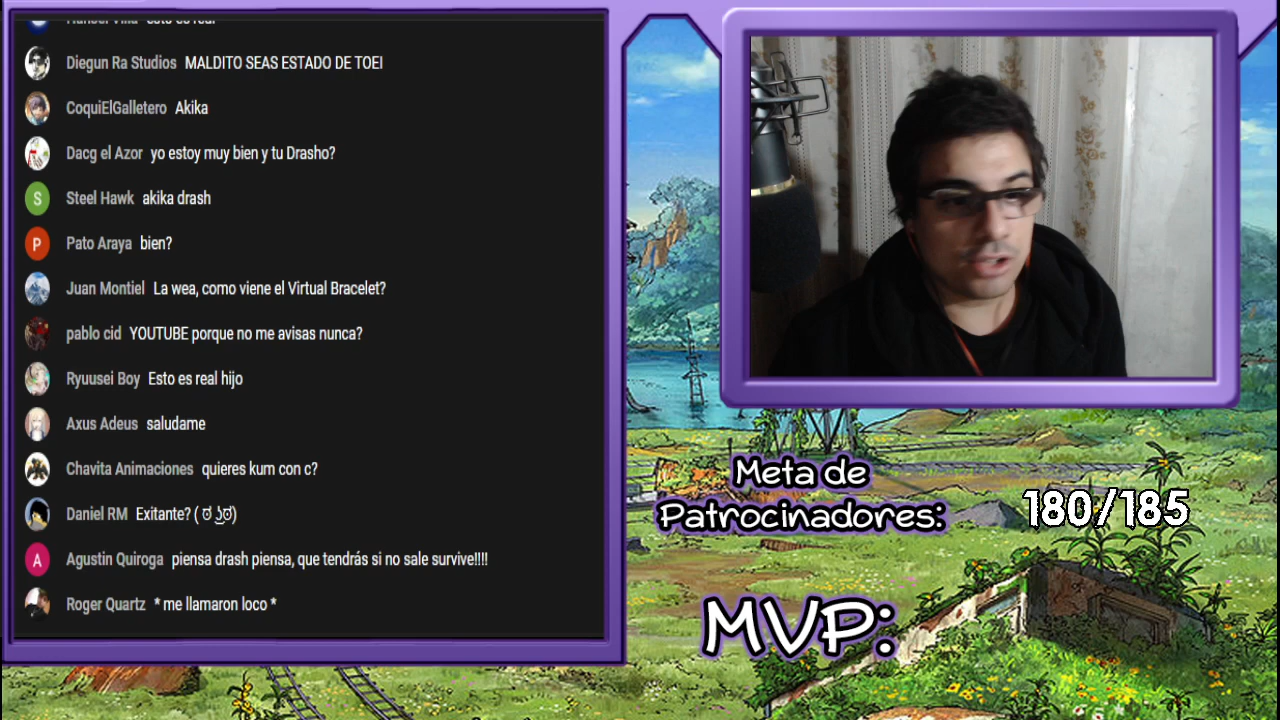 Diegun Ra Studios MALDITO SEAS ESTADO DE TOEI
CoquiElGalletero Akika
Dacg el Azor yo estoy muy bien y tu Drasho?
S Steel Hawk akika drash
P Pato Araya bien?
Juan Montiel La wea, como viene el Virtual Bracelet?
pablo cid YOUTUBE porque no me avisas nunca?
Ryuusei Boy Esto es real hijo
Axus Adeus saludame
Chavita Animaciones quieres kum con c?
Daniel RM Exitante? ( ಠ ͜ʖಠ)
A Agustin Quiroga piensa drash piensa, que tendrás si no sale survive!!!!
Roger Quartz * me llamaron loco *
Meta de
Patrocinadores: 180/185
MVP: